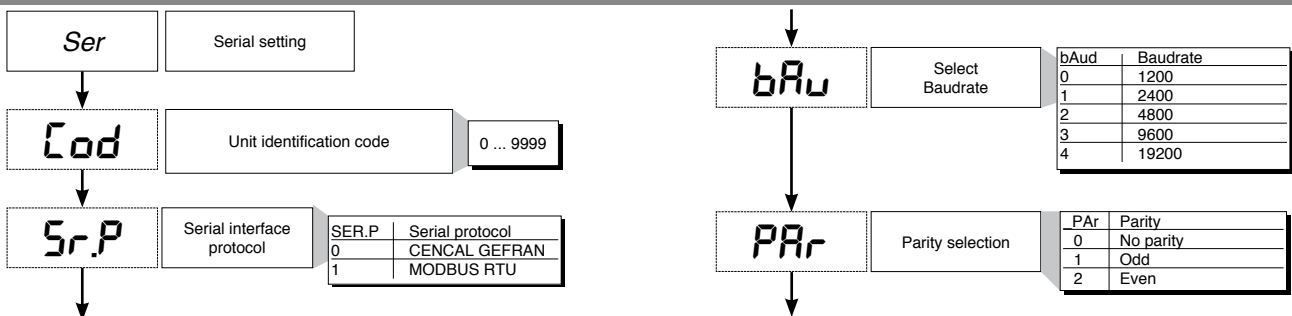 Ser
Serial setting
Cod
Unit identification code
0 ... 9999
Sr.P
Serial interface
protocol
SER.P Serial protocol
0 CENCAL GEFRAN
1 MODBUS RTU
bAu
Select
Baudrate
bAud Baudrate
0 1200
1 2400
2 4800
3 9600
4 19200
PAr
Parity selection
PAr Parity
0 No parity
1 Odd
2 Even